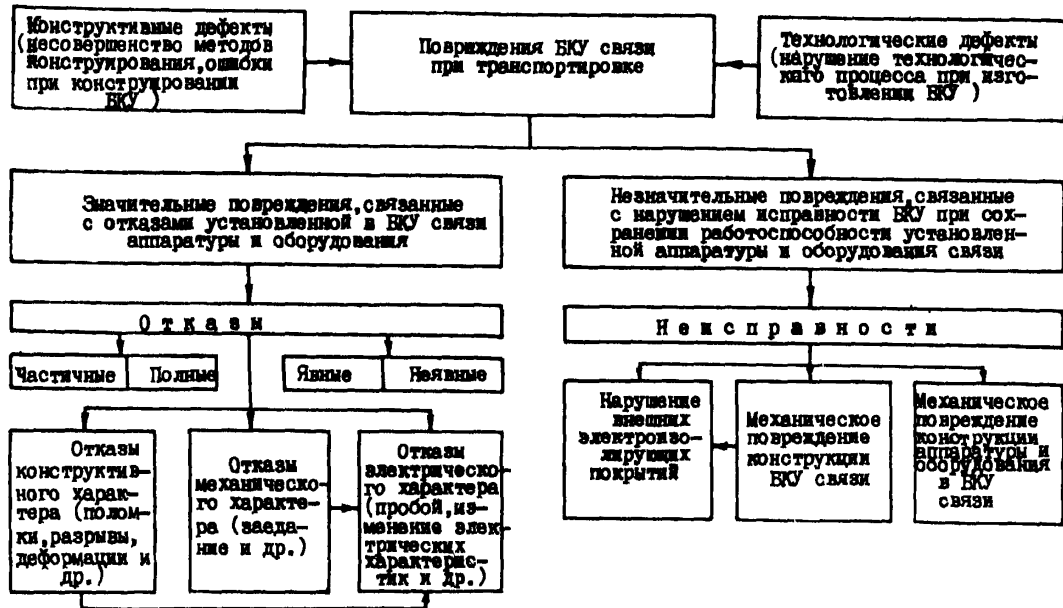 Конструктивные дефекты
(несовершенство методов
конструирования, ошибки
при конструировании
БКУ)
Повреждения БКУ связи
при транспортировке
Технологические дефекты
(нарушение технологичес-
кого процесса при изго-
товлении БКУ)
Значительные повреждения, связанные
с отказами установленной в БКУ связи
аппаратуры и оборудования
Незначительные повреждения, связанные
с нарушением исправности БКУ при сох-
ранении работоспособности установлен-
ной аппаратуры и оборудования связи
Отказы
Неисправности
Частичные
Полные
Явные
Неявные
Отказы
конструктив-
ного харак-
тера (полом-
ки, разрывы,
деформации и
др.)
Отказы
механическо-
го характе-
ра (заеда-
ние и др.)
Отказы
электрическо-
го характера
(пробой, из-
менение элек-
трических
характерис-
тик и др.)
Нарушение
внешних
электроизо-
лирующих
покрытий
Механическое
повреждение
конструкции
БКУ связи
Механическое
повреждение
конструкции
аппаратуры и
оборудования
в БКУ
связи